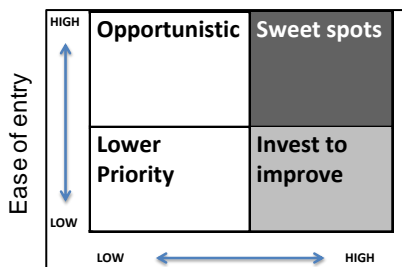 HIGH
Opportunistic
Sweet spots
Ease of entry
Lower
Priority
Invest to
improve
LOW
LOW
HIGH